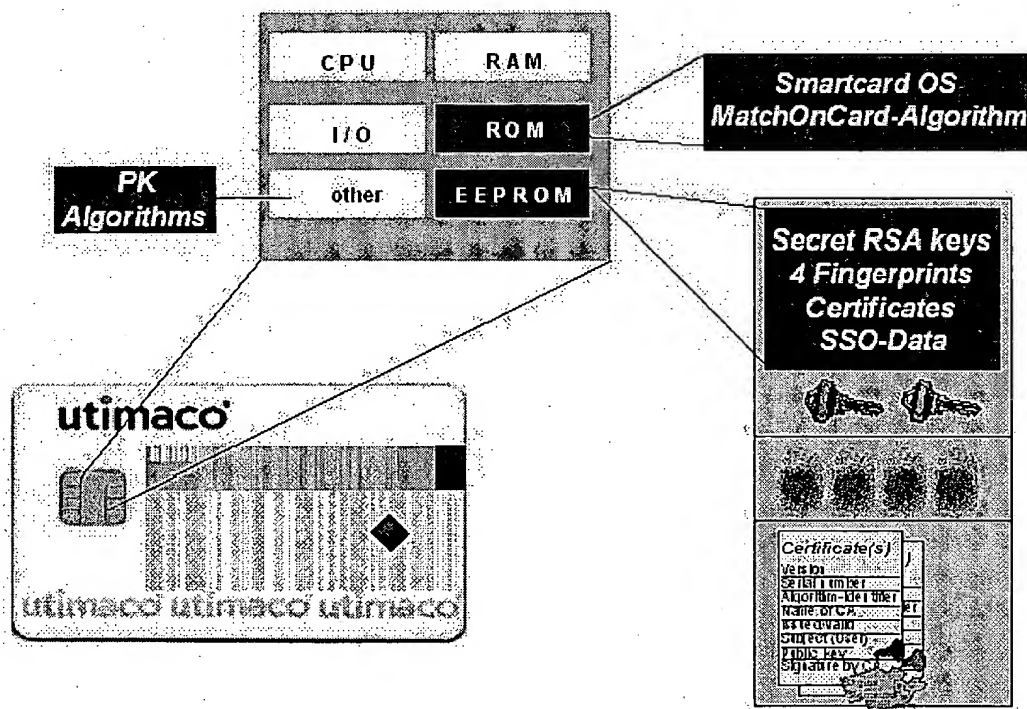 CPU
RAM
I/O
ROM
other
EEPROM
Smartcard OS
MatchOnCard-Algorithm
PK
Algorithms
Secret RSA keys
4 Fingerprints
Certificates
SSO-Data
utimaco
utimaco utimaco utimaco
Certificate(s)
Version
Serial number
Algorithm-Identifier
Name of CA
Issued/Valid
Subject (User)
Public key
Signature by